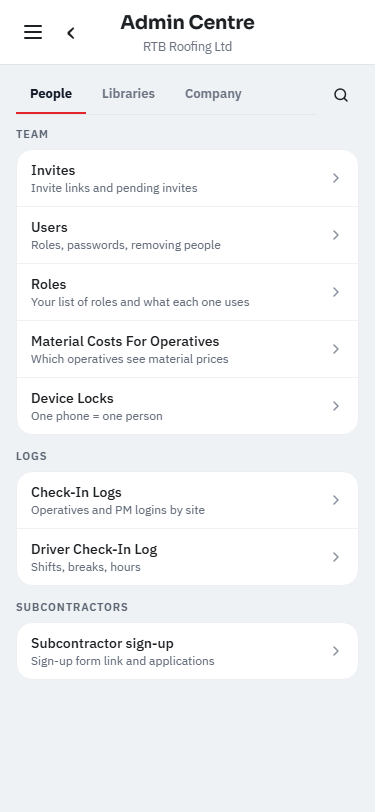 Admin Centre
RTB Roofing Ltd
People Libraries Company
TEAM
Invites
Invite links and pending invites
Users
Roles, passwords, removing people
Roles
Your list of roles and what each one uses
Material Costs For Operatives
Which operatives see material prices
Device Locks
One phone = one person
LOGS
Check-In Logs
Operatives and PM logins by site
Driver Check-In Log
Shifts, breaks, hours
SUBCONTRACTORS
Subcontractor sign-up
Sign-up form link and applications